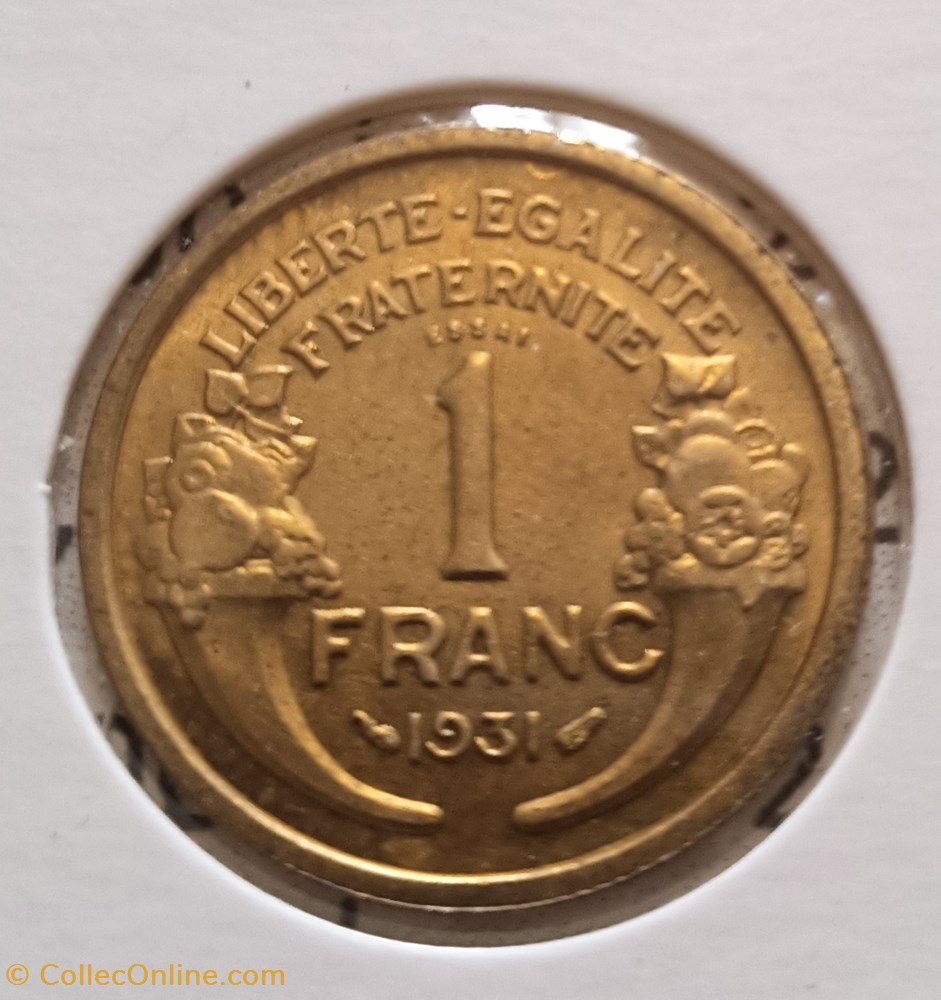 LIBERTE · EGALITE
FRATERNITE
ESSAI
1
FRANC
1931
© CollecOnline.com